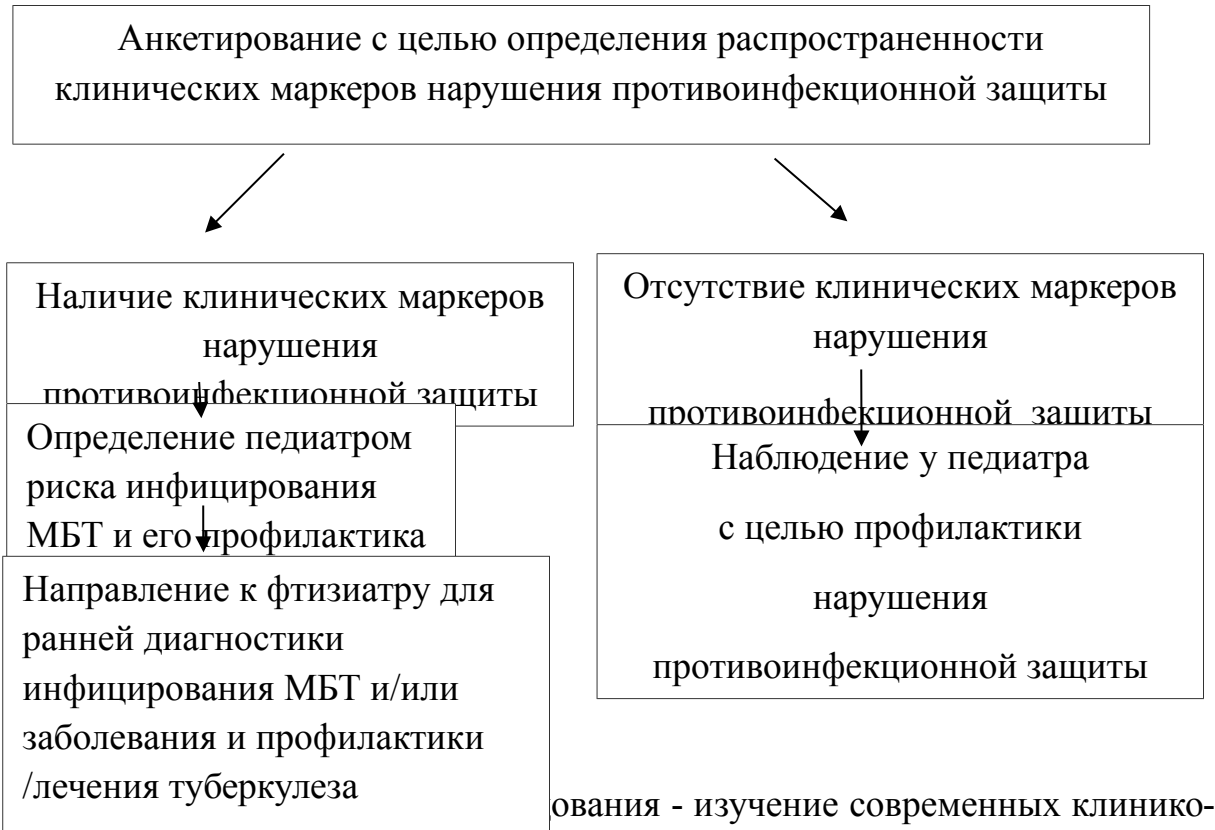 Анкетирование с целью определения распространенности
клинических маркеров нарушения противоинфекционной защиты
Наличие клинических маркеров
нарушения
противоинфекционной защиты
Определение педиатром
риска инфицирования
МБТ и его профилактика
Направление к фтизиатру для
ранней диагностики
инфицирования МБТ и/или
заболевания и профилактики
/лечения туберкулеза
Отсутствие клинических маркеров
нарушения
противоинфекционной защиты
Наблюдение у педиатра
с целью профилактики
нарушения
противоинфекционной защиты
- изучение современных клинико-